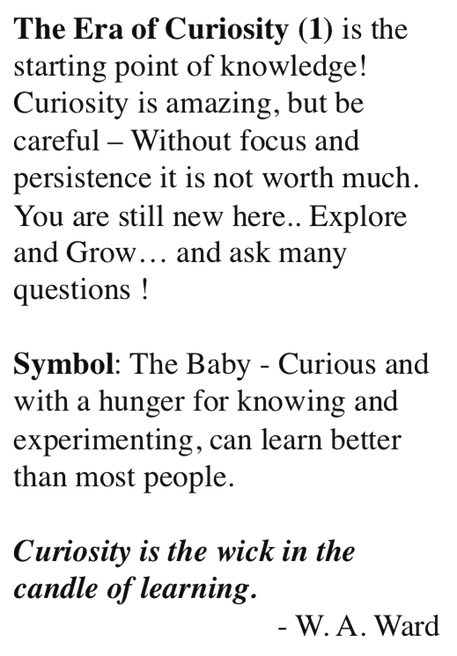 The Era of Curiosity (1) is the
starting point of knowledge!
Curiosity is amazing, but be
careful – Without focus and
persistence it is not worth much.
You are still new here.. Explore
and Grow… and ask many
questions !
Symbol: The Baby - Curious and
with a hunger for knowing and
experimenting, can learn better
than most people.
Curiosity is the wick in the
candle of learning.
- W. A. Ward